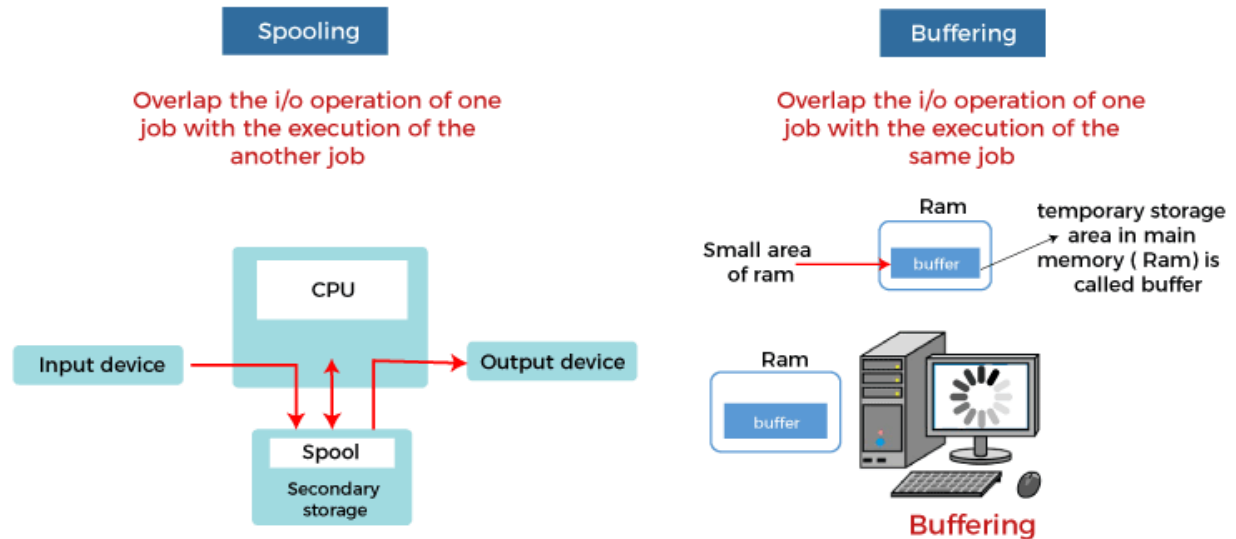 Spooling
Overlap the i/o operation of one
job with the execution of the
another job
CPU
Input device
Output device
Spool
Secondary
storage
Buffering
Overlap the i/o operation of one
job with the execution of the
same job
Ram
Small area
of ram
buffer
temporary storage
area in main
memory ( Ram) is
called buffer
Ram
buffer
Buffering